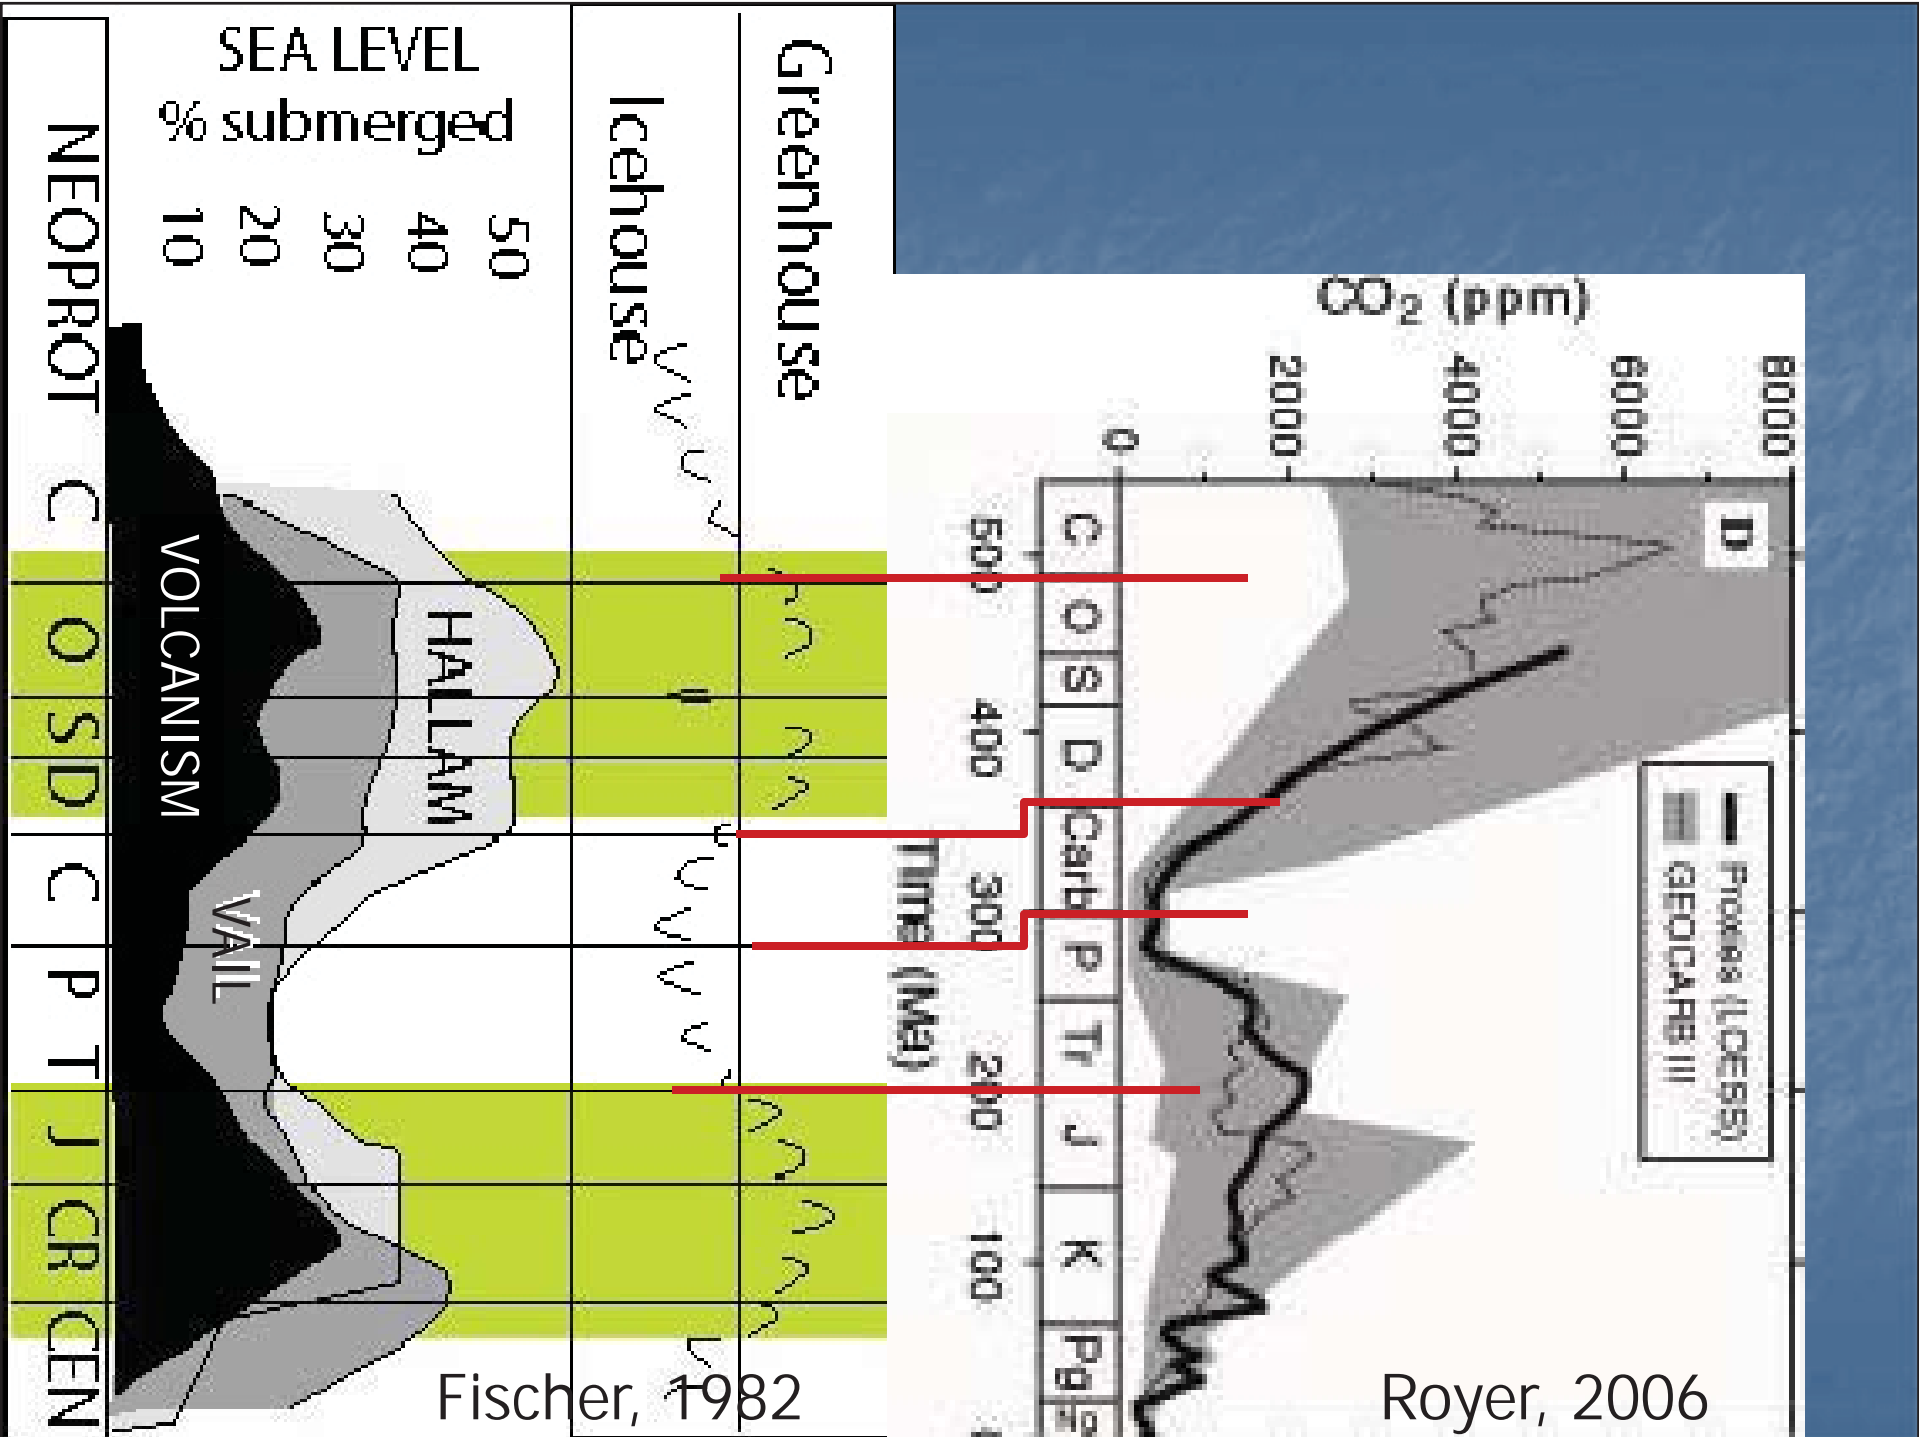 SEA LEVEL
% submerged
10
20
30
40
50
Icehouse
Greenhouse
NEOPROT
C
O
S
D
C
P
T
J
CR
CEN
VOLCANISM
HALLAM
VAIL
Fischer, 1982
CO2 (ppm)
0
2000
4000
6000
8000
D
500
400
300
200
100
Time (Ma)
C
O
S
D
Carb
P
Tr
J
K
Pg
Proxies (LOESS)
GEOCARB III
Royer, 2006